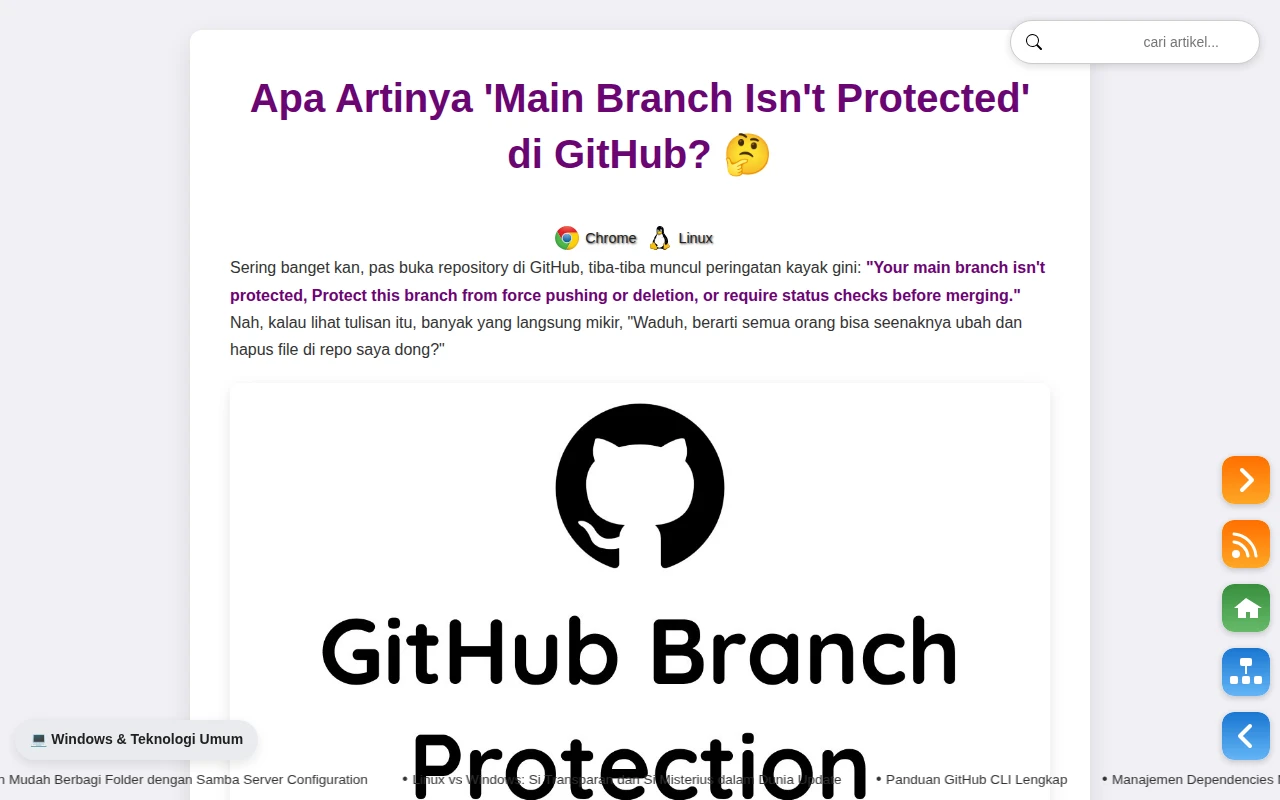 cari artikel...
Apa Artinya 'Main Branch Isn't Protected'
di GitHub? 🤔
Chrome Linux
Sering banget kan, pas buka repository di GitHub, tiba-tiba muncul peringatan kayak gini: "Your main branch isn't
protected, Protect this branch from force pushing or deletion, or require status checks before merging."
Nah, kalau lihat tulisan itu, banyak yang langsung mikir, "Waduh, berarti semua orang bisa seenaknya ubah dan
hapus file di repo saya dong?"
GitHub Branch
Protection
💻 Windows & Teknologi Umum
Mudah Berbagi Folder dengan Samba Server Configuration • Linux vs Windows: Si Transparan dan Si Misterius dalam Dunia Update • Panduan GitHub CLI Lengkap • Manajemen Dependencies